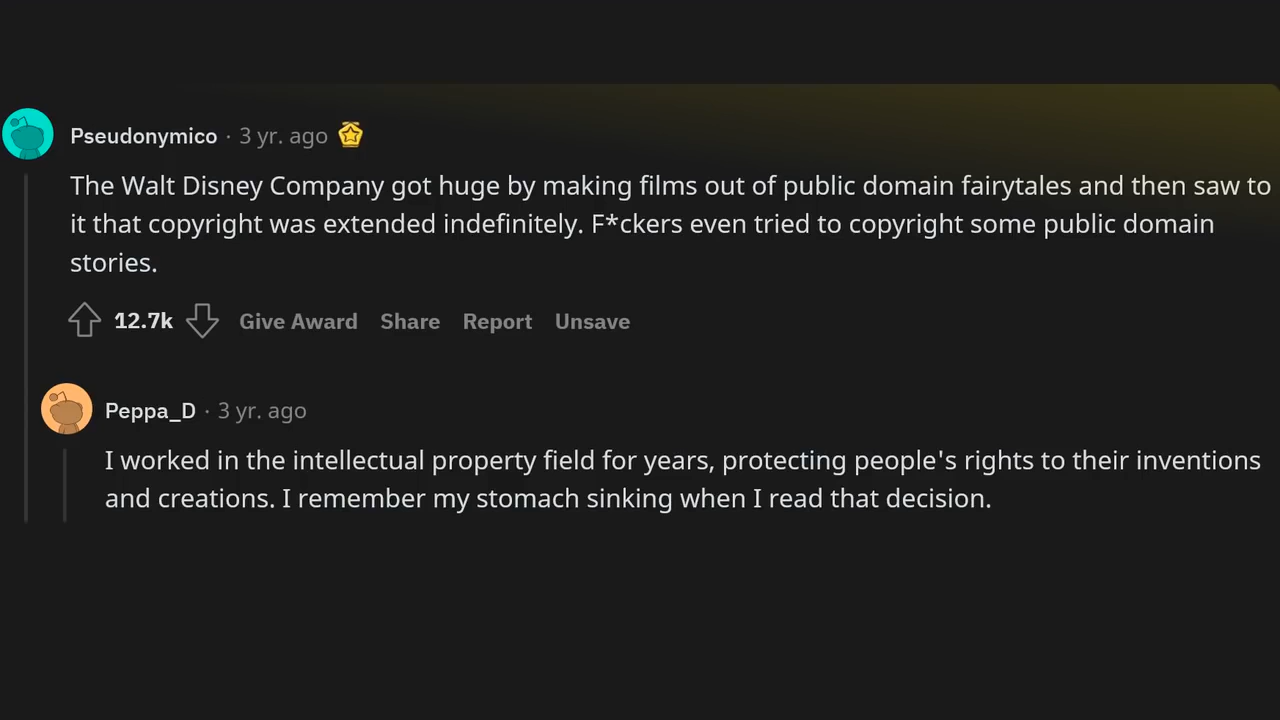 Pseudonymico · 3 yr. ago
The Walt Disney Company got huge by making films out of public domain fairytales and then saw to
it that copyright was extended indefinitely. F*ckers even tried to copyright some public domain
stories.
12.7k Give Award Share Report Unsave
Peppa_D · 3 yr. ago
I worked in the intellectual property field for years, protecting people's rights to their inventions
and creations. I remember my stomach sinking when I read that decision.